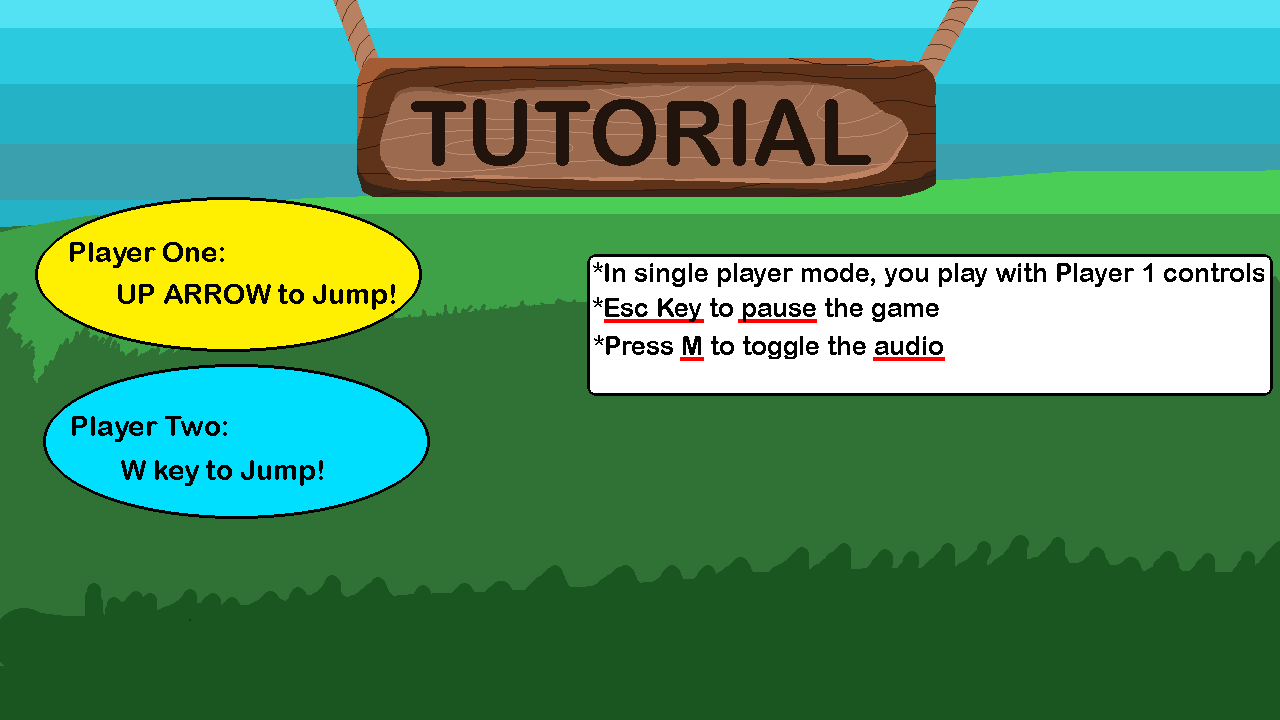 TUTORIAL
Player One:
UP ARROW to Jump!
Player Two:
W key to Jump!
*In single player mode, you play with Player 1 controls
*Esc Key to pause the game
*Press M to toggle the audio